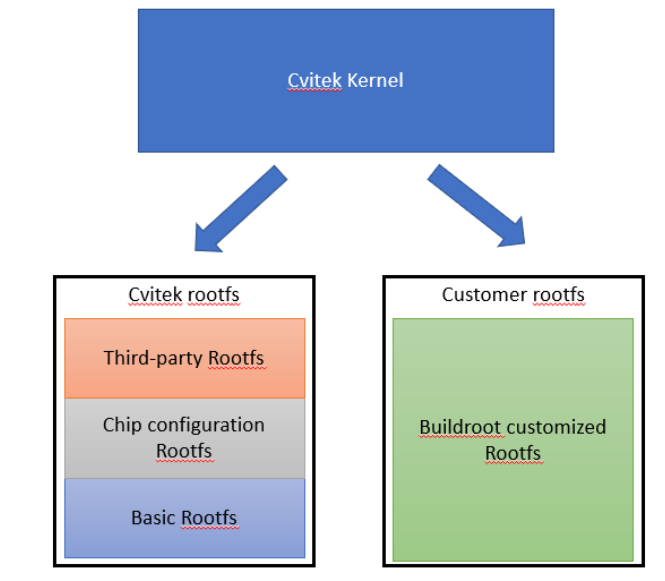 Cvitek Kernel
Cvitek rootfs
Third-party Rootfs
Chip configuration
Rootfs
Basic Rootfs
Customer rootfs
Buildroot customized
Rootfs